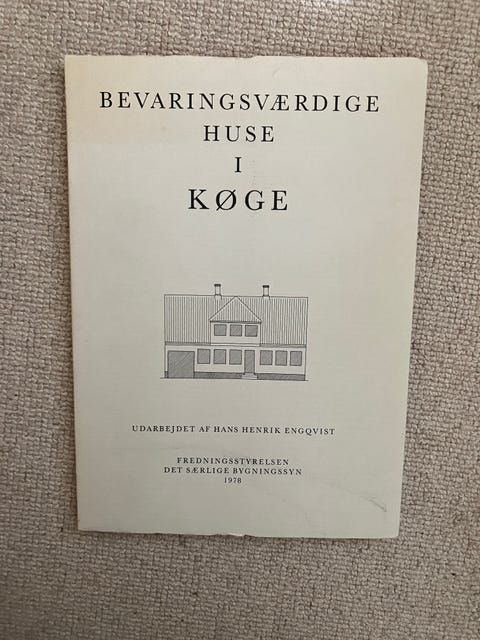 BEVARINGSVÆRDIGE
HUSE
I
KØGE
UDARBEJDET AF HANS HENRIK ENGQVIST
FREDNINGSSTYRELSEN
DET SÆRLIGE BYGNINGSSYN
1978